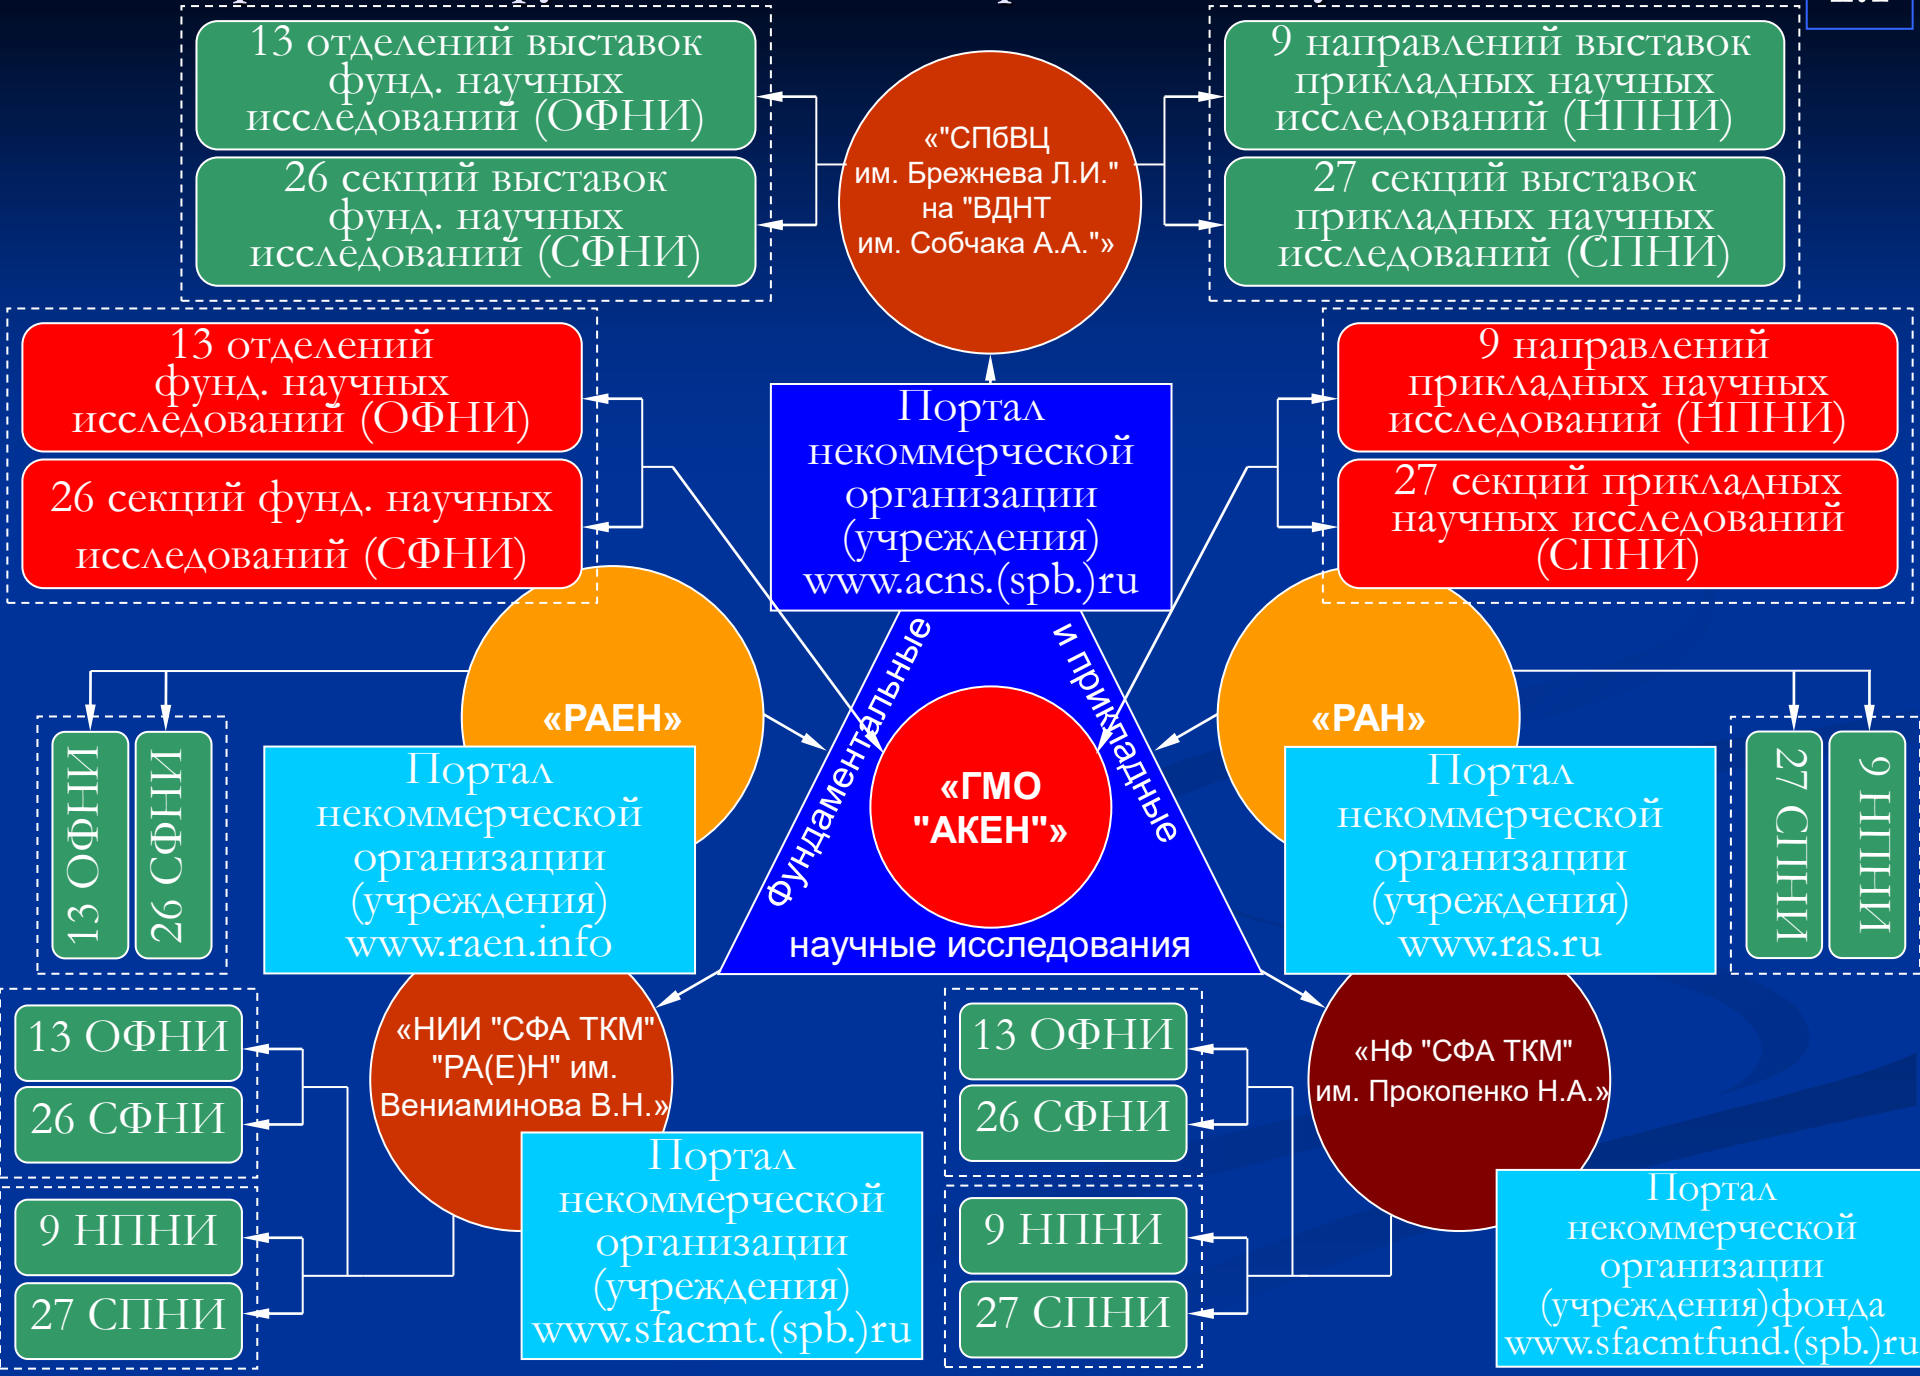 13 отделений выставок
фунд. научных
исследований (ОФНИ)
26 секций выставок
фунд. научных
исследований (СФНИ)
«"СПбВЦ
им. Брежнева Л.И."
на "ВДНТ
им. Собчака А.А."»
9 направлений выставок
прикладных научных
исследований (НПНИ)
27 секций выставок
прикладных научных
исследований (СПНИ)
13 отделений
фунд. научных
исследований (ОФНИ)
26 секций фунд. научных
исследований (СФНИ)
Портал
некоммерческой
организации
(учреждения)
www.acns.(spb.)ru
9 направлений
прикладных научных
исследований (НПНИ)
27 секций прикладных
научных исследований
(СПНИ)
«РАЕН»
Портал
некоммерческой
организации
(учреждения)
www.raen.info
13 ОФНИ
26 СФНИ
Фундаментальные
и прикладные
научные исследования
«ГМО
"АКЕН"»
«РАН»
Портал
некоммерческой
организации
(учреждения)
www.ras.ru
27 СПНИ
9 НПНИ
13 ОФНИ
26 СФНИ
9 НПНИ
27 СПНИ
«НИИ "СФА ТКМ"
"РА(Е)Н" им.
Вениаминова В.Н.»
Портал
некоммерческой
организации
(учреждения)
www.sfacmt.(spb.)ru
13 ОФНИ
26 СФНИ
9 НПНИ
27 СПНИ
«НФ "СФА ТКМ"
им. Прокопенко Н.А.»
Портал
некоммерческой
организации
(учреждения)фонда
www.sfacmtfund.(spb.)ru